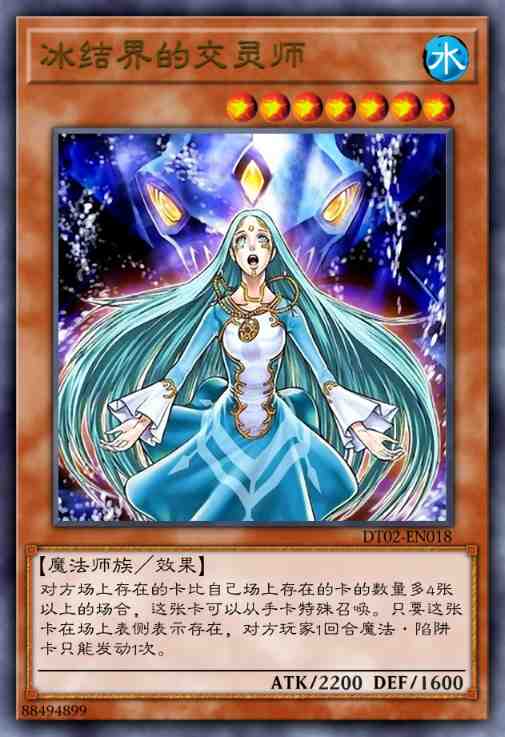 冰结界的交灵师
水
DT02-EN018
【魔法师族／效果】
对方场上存在的卡比自己场上存在的卡的数量多4张
以上的场合，这张卡可以从手卡特殊召唤。只要这张
卡在场上表侧表示存在，对方玩家1回合魔法·陷阱
卡只能发动1次。
ATK/2200 DEF/1600
88494899